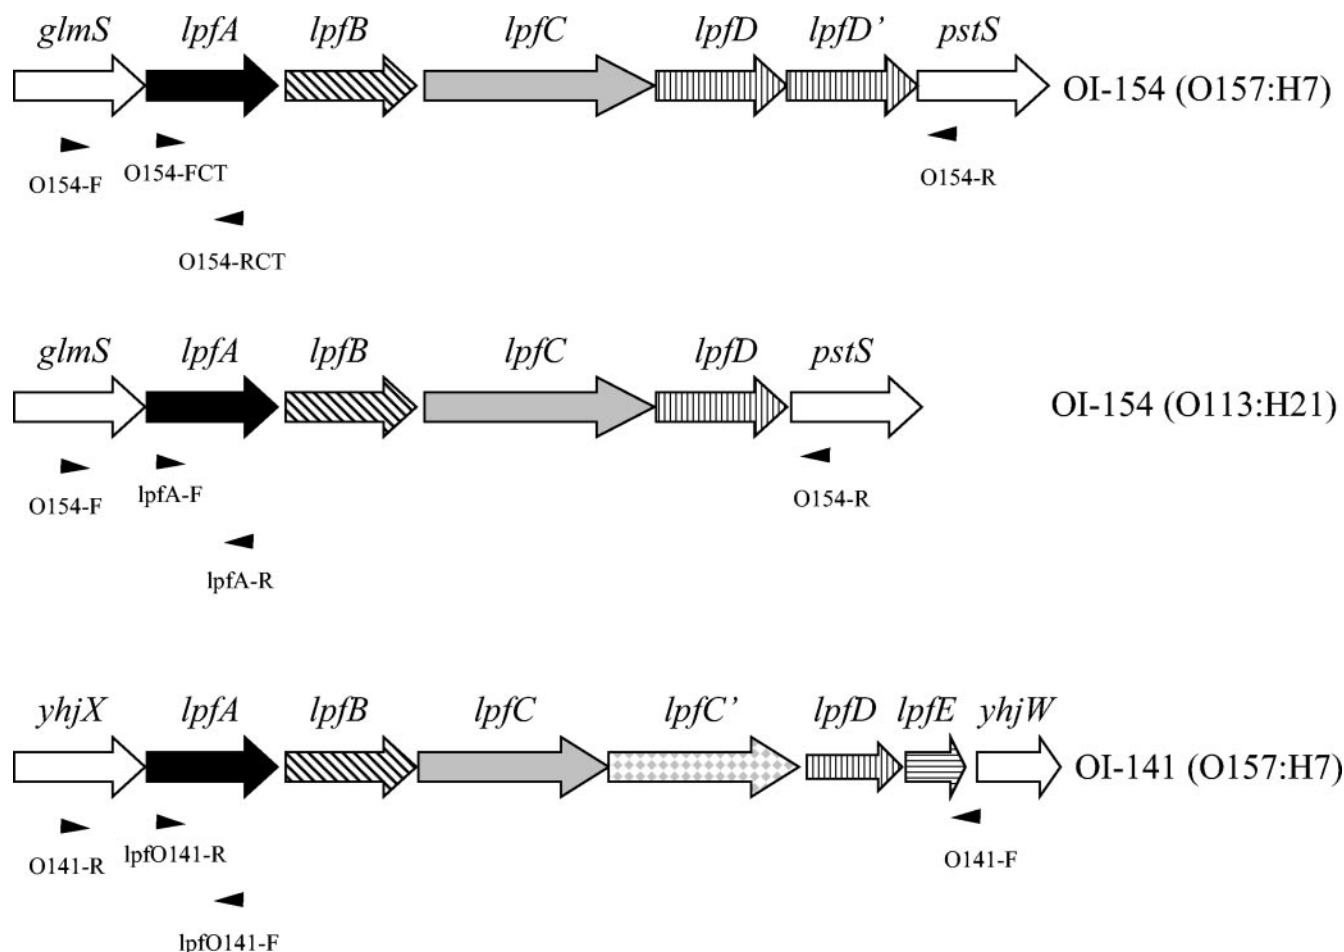 glmS lpfA lpfB lpfC lpfD lpfD’ pstS
OI-154 (O157:H7)
O154-F O154-FCT O154-R
O154-RCT
glmS lpfA lpfB lpfC lpfD pstS
OI-154 (O113:H21)
O154-F lpfA-F O154-R
lpfA-R
yhjX lpfA lpfB lpfC lpfC’ lpfD lpfE yhjW
OI-141 (O157:H7)
O141-R lpfO141-R O141-F
lpfO141-F